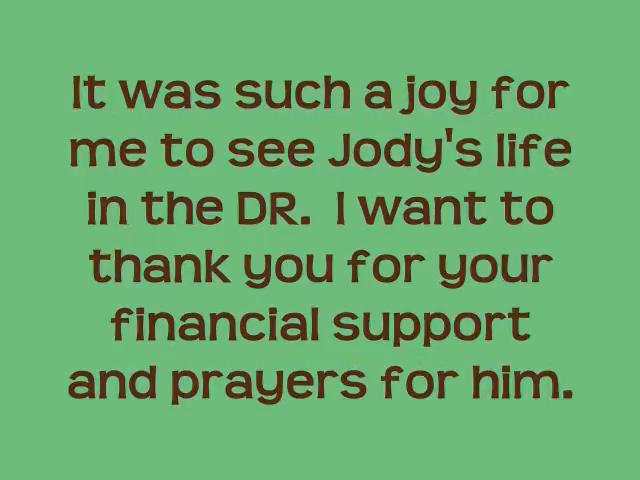 It was such a joy for
me to see Jody's life
in the DR.  I want to
thank you for your
financial support
and prayers for him.